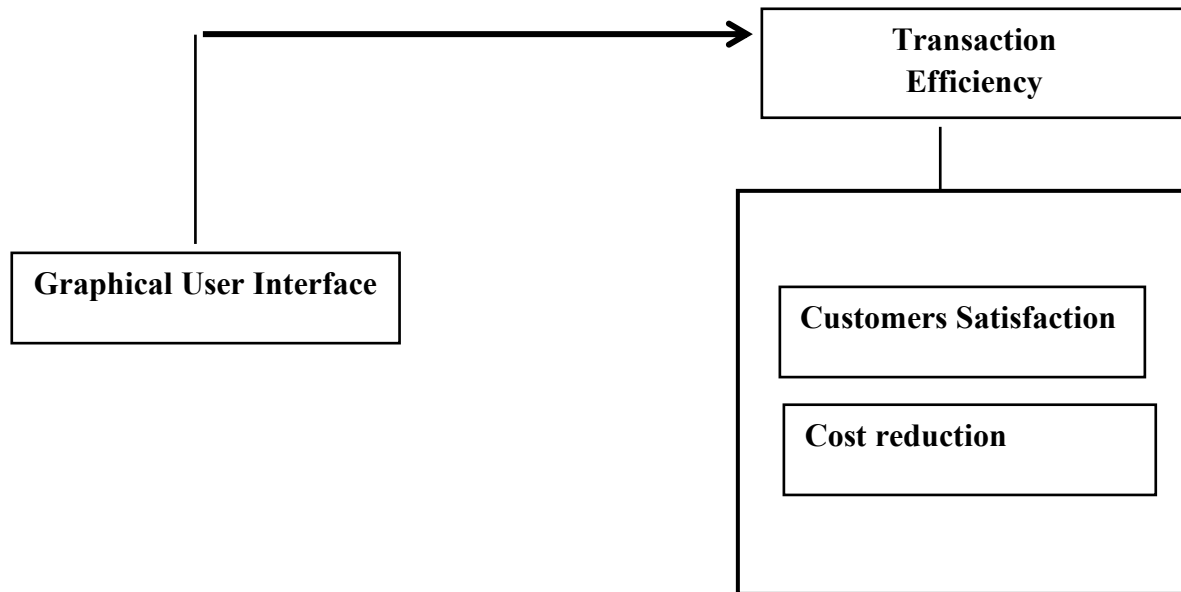 Transaction
Efficiency
Graphical User Interface
Customers Satisfaction
Cost reduction